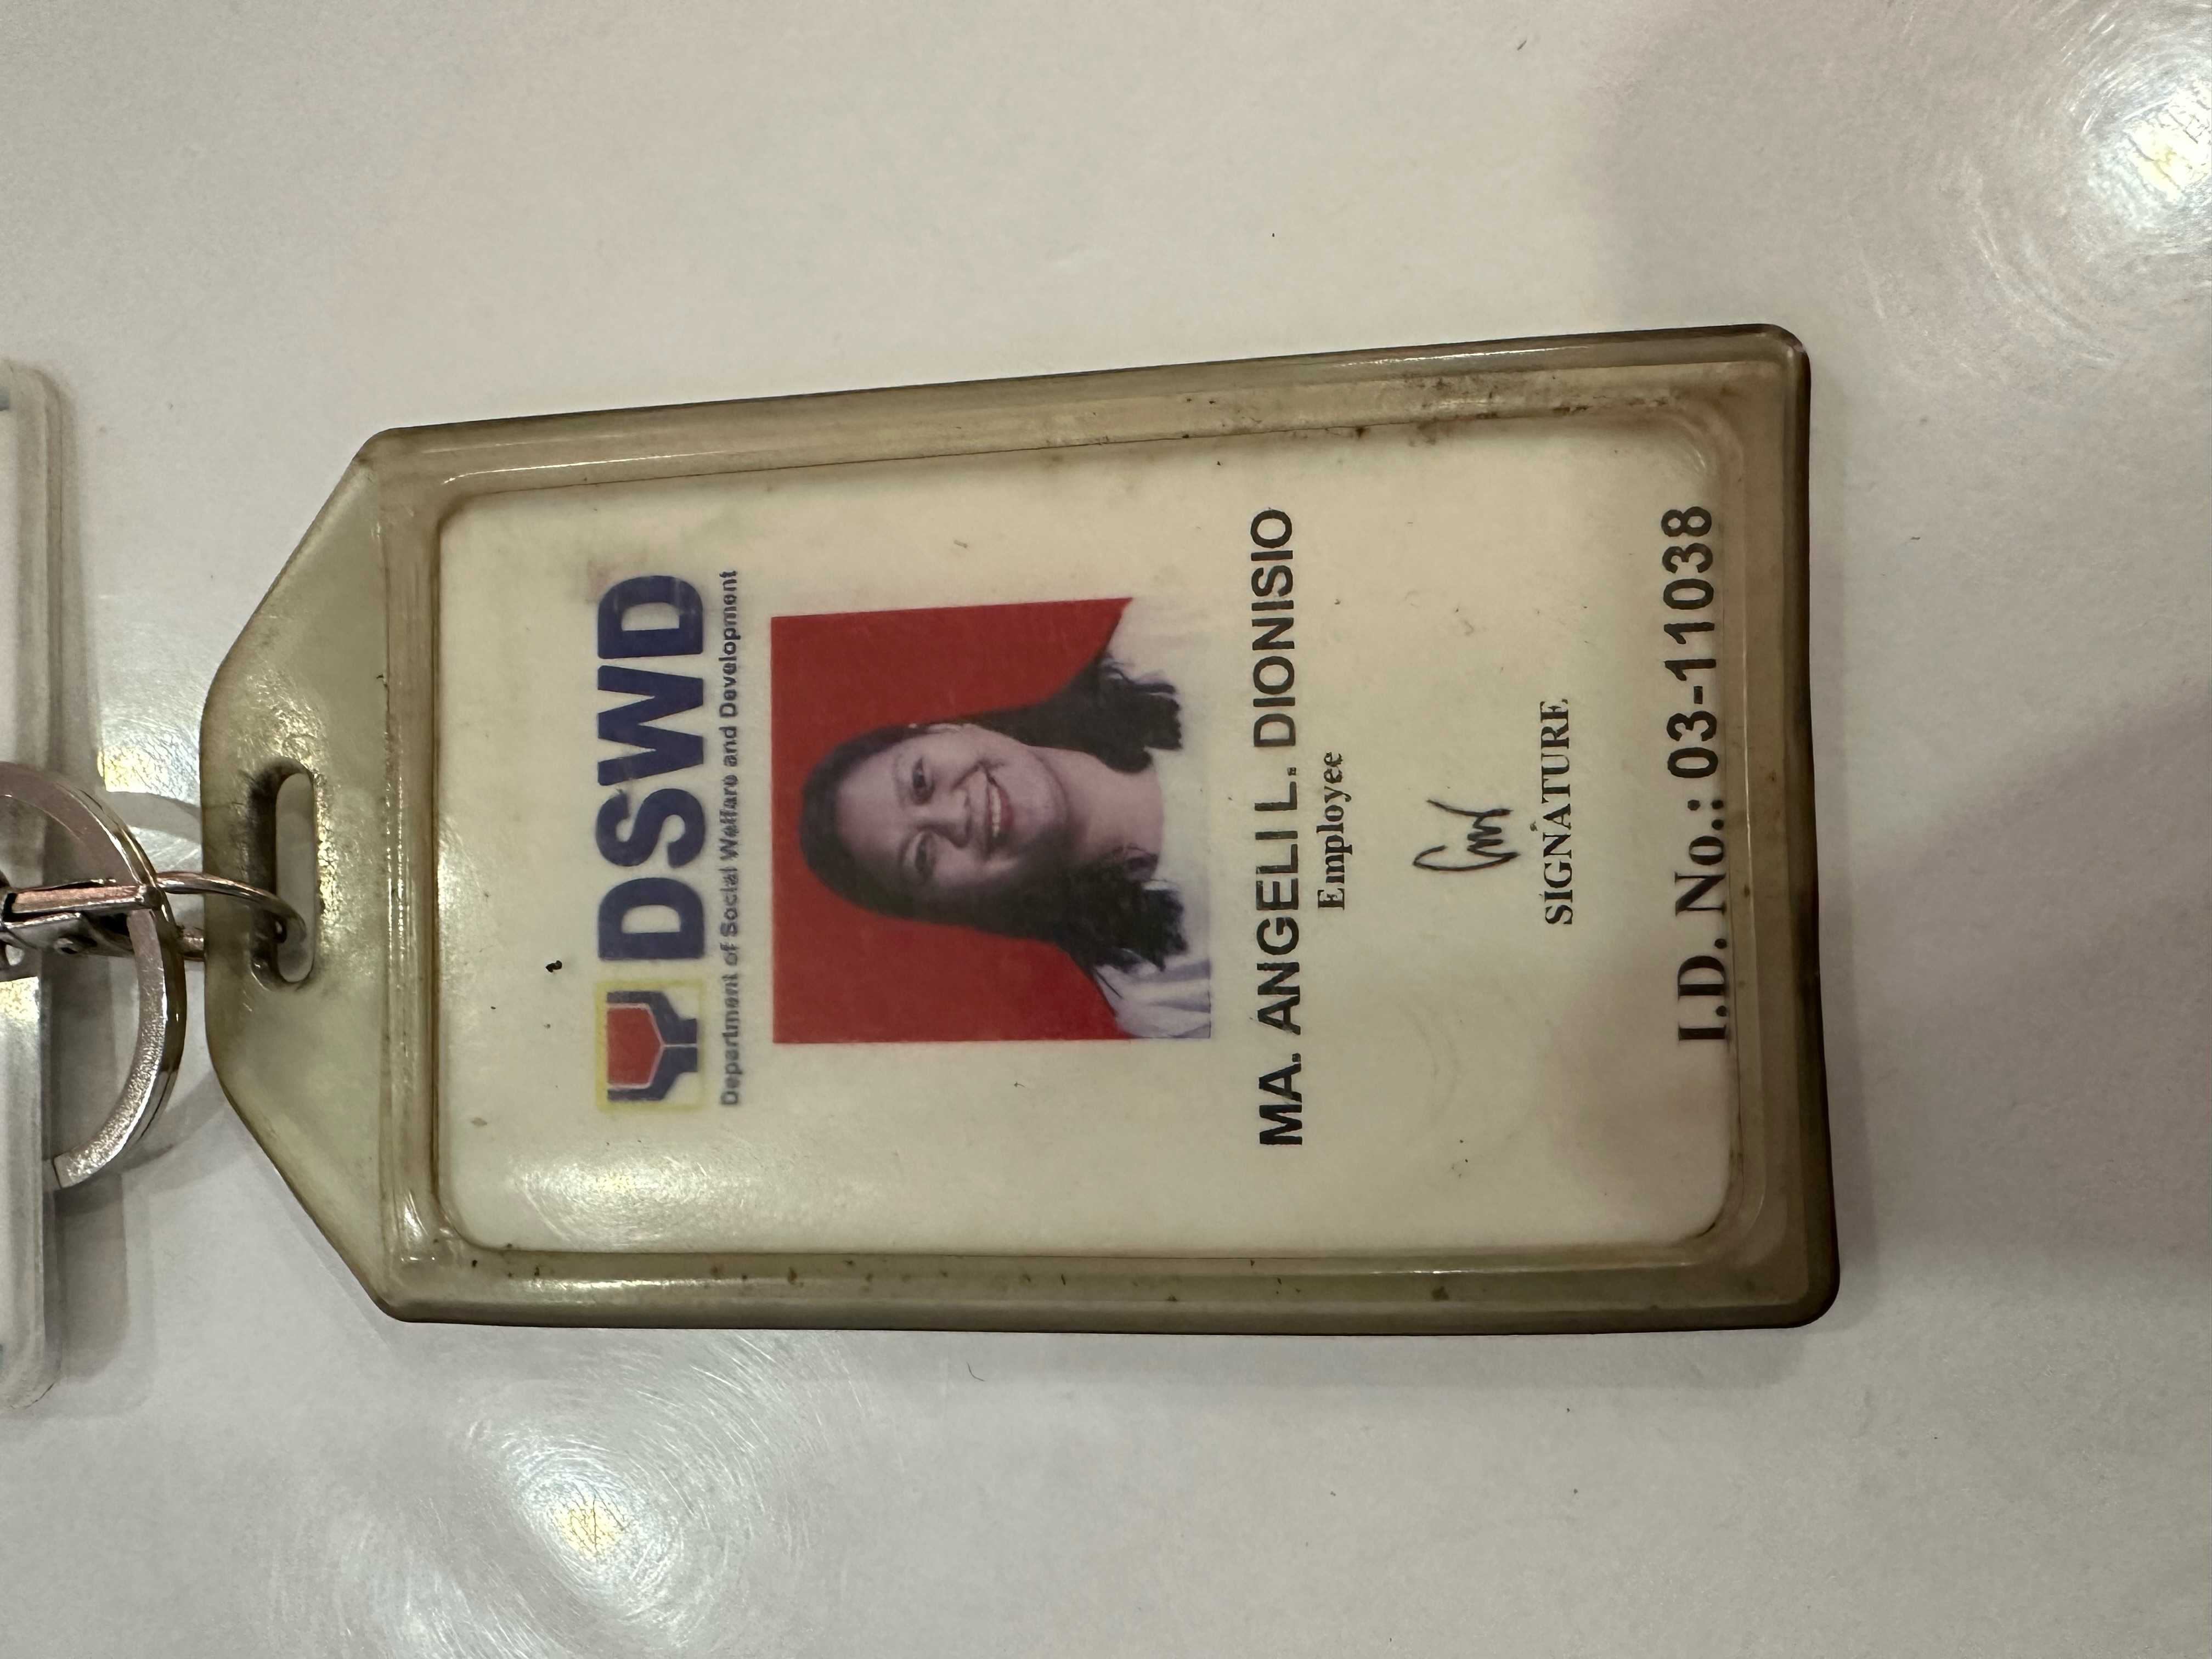 DSWD
Department of Social Welfare and Development
MA. ANGELI L. DIONISIO
Employee
SIGNATURE
I.D. No.: 03-11038